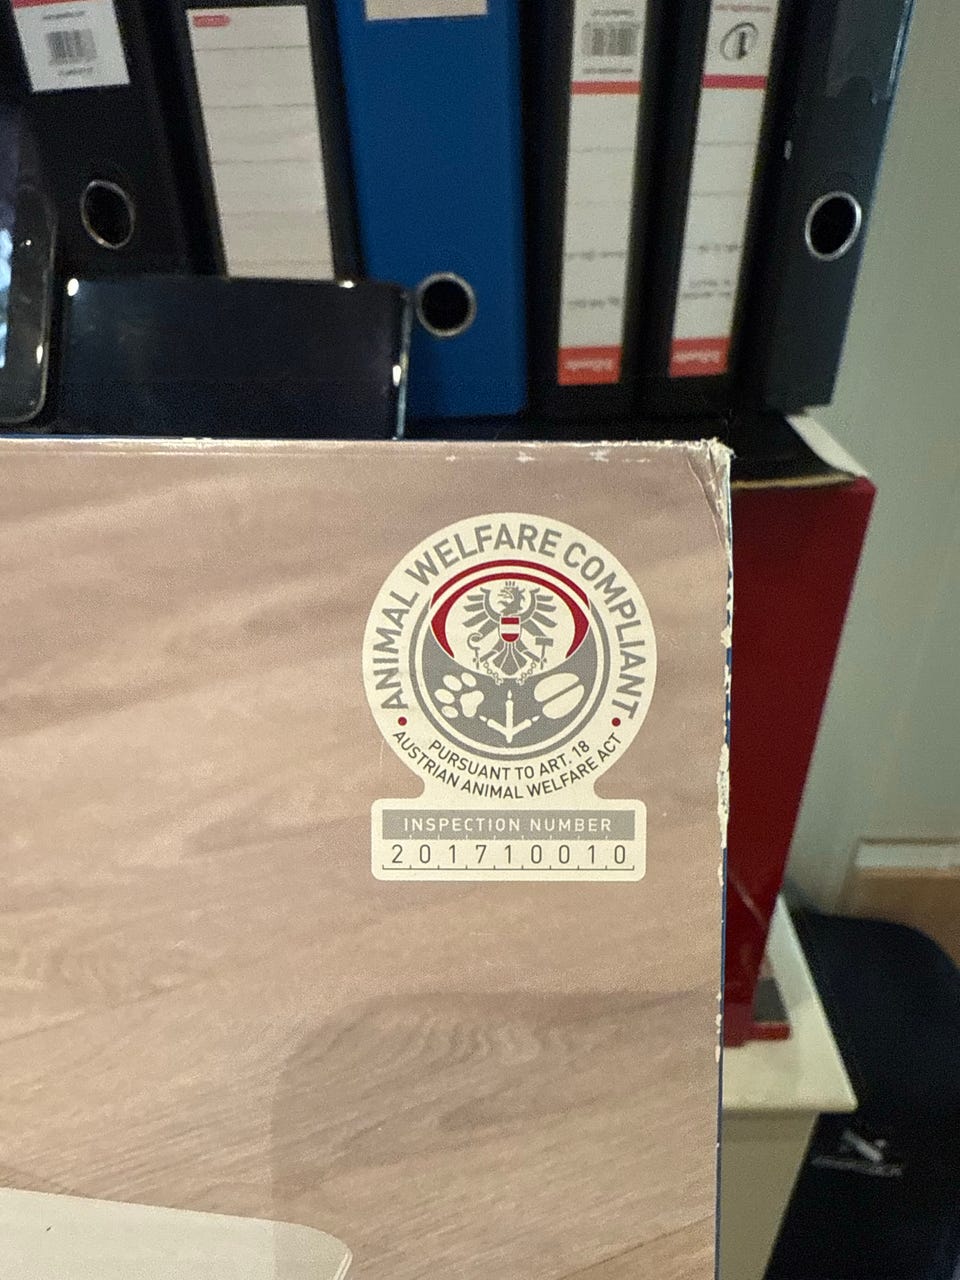 ANIMAL WELFARE COMPLIANT
PURSUANT TO ART. 18
AUSTRIAN ANIMAL WELFARE ACT
INSPECTION NUMBER
201710010